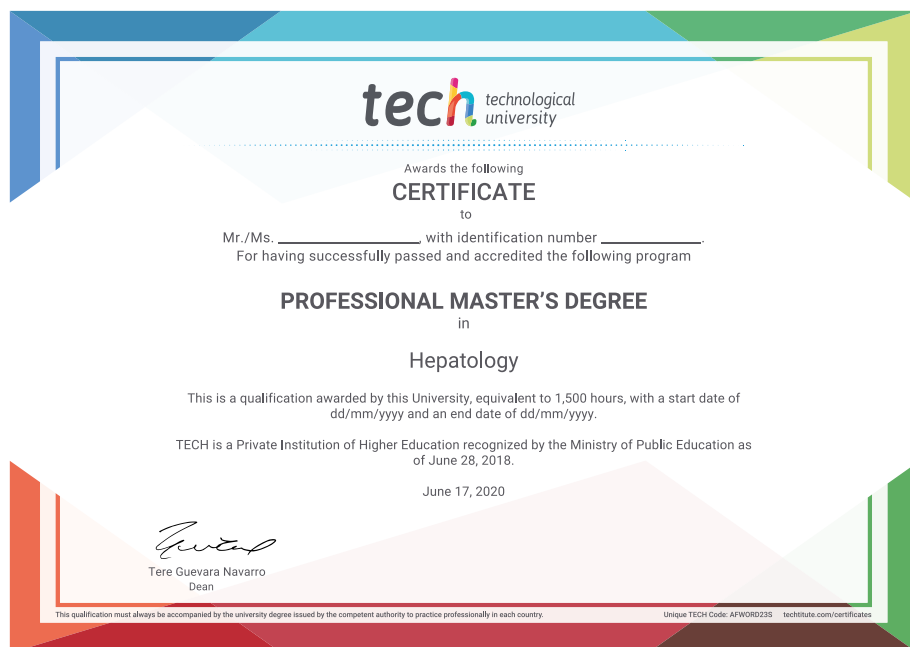 tech technological
university
Awards the following
CERTIFICATE
to
Mr./Ms. ____________, with identification number ____________.
For having successfully passed and accredited the following program
PROFESSIONAL MASTER'S DEGREE
in
Hepatology
This is a qualification awarded by this University, equivalent to 1,500 hours, with a start date of
dd/mm/yyyy and an end date of dd/mm/yyyy.
TECH is a Private Institution of Higher Education recognized by the Ministry of Public Education as
of June 28, 2018.
June 17, 2020
Tere Guevara Navarro
Dean
This qualification must always be accompanied by the university degree issued by the competent authority to practice professionally in each country.
Unique TECH Code: AFWORD23S techtitute.com/certificates